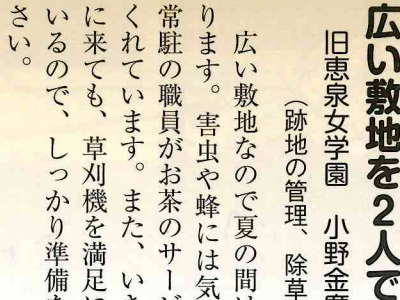 広い敷地を2人で
旧恵泉女学園 小野金
(跡地の管理、除草
広い敷地なので夏の間
ります。害虫や蜂には気
常駐の職員がお茶のサー
くれています。また、いき
に来ても、草刈機を満足に
いるので、しっかり準備
さい。